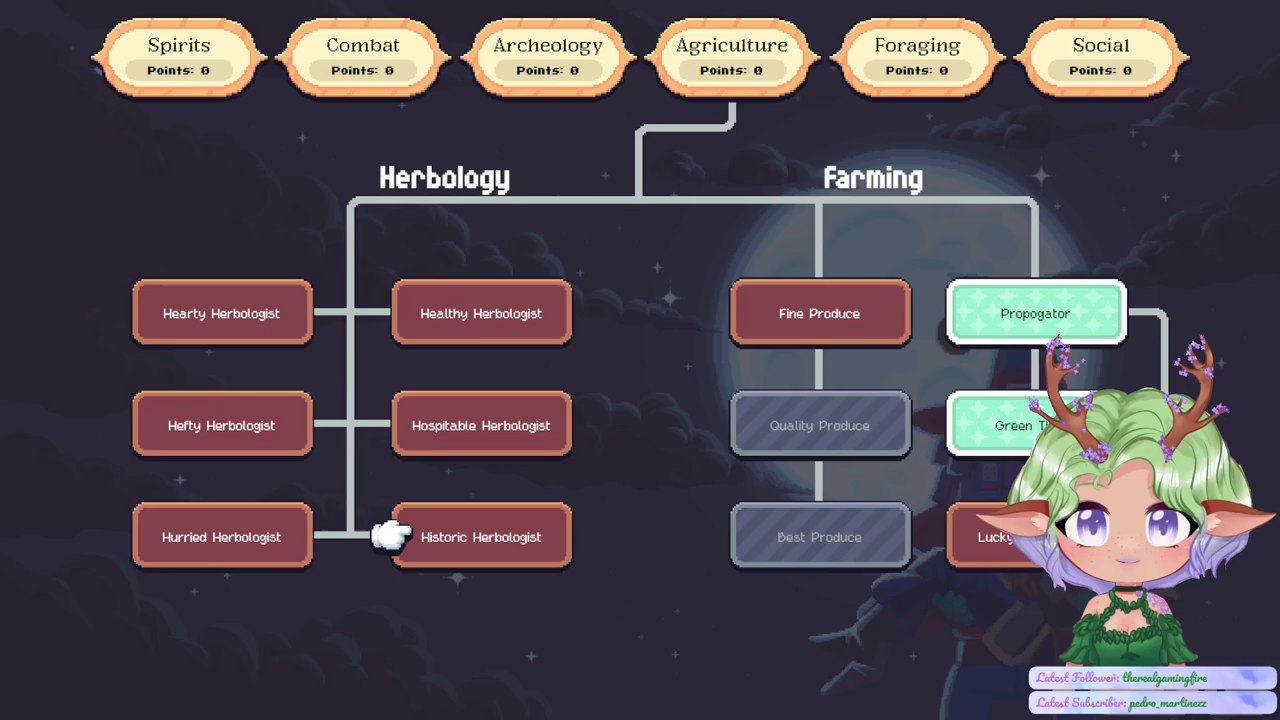 Spirits
Points: 0
Combat
Points: 0
Archeology
Points: 0
Agriculture
Points: 0
Foraging
Points: 0
Social
Points: 0
Herbology
Farming
Hearty Herbologist
Healthy Herbologist
Fine Produce
Propogator
Hefty Herbologist
Hospitable Herbologist
Quality Produce
Green
Hurried Herbologist
Historic Herbologist
Best Produce
Lucky
Latest Follower: therealgamingfire
Latest Subscriber: pedro_martinezz